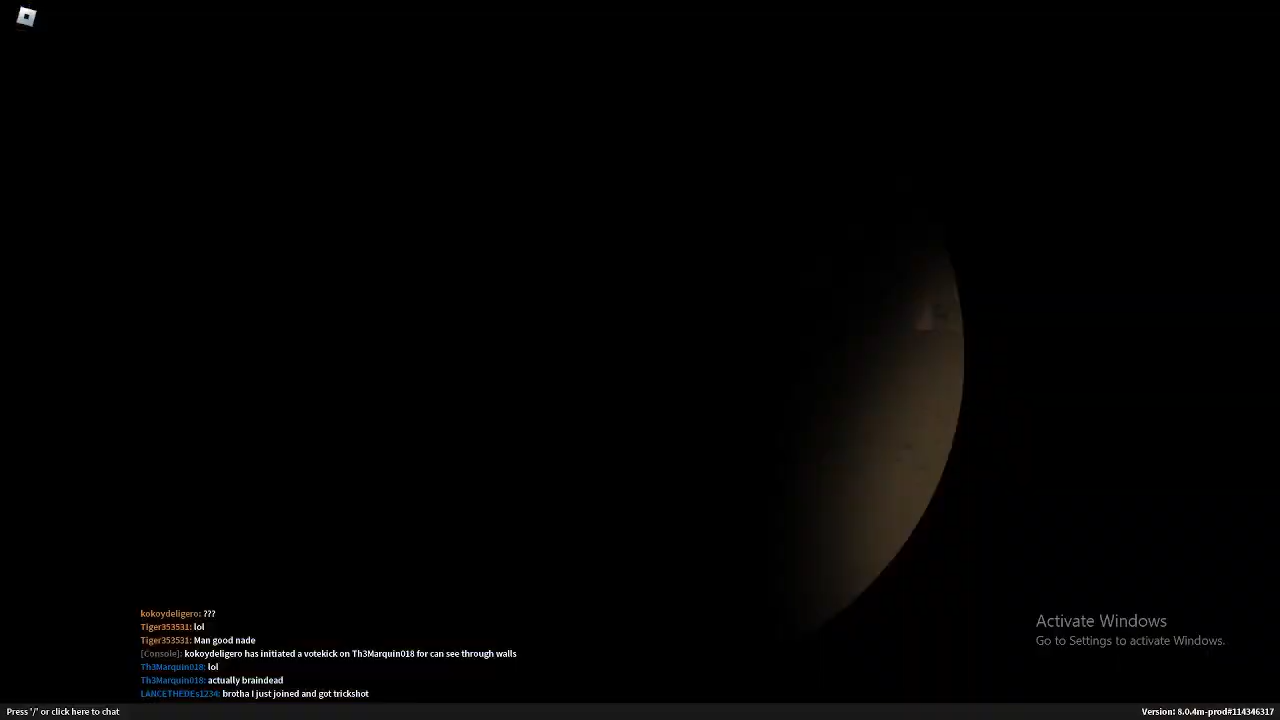 kokoydeligero: ???
Tiger353531: lol
Tiger353531: Man good nade
[Console]: kokoydeligero has initiated a votekick on Th3Marquin018 for can see through walls
Th3Marquin018: lol
Th3Marquin018: actually braindead
LANCETHEDEs1234: brotha I just joined and got trickshot
Activate Windows
Go to Settings to activate Windows.
Press '/' or click here to chat
Version: 8.0.4m-prod#114346317